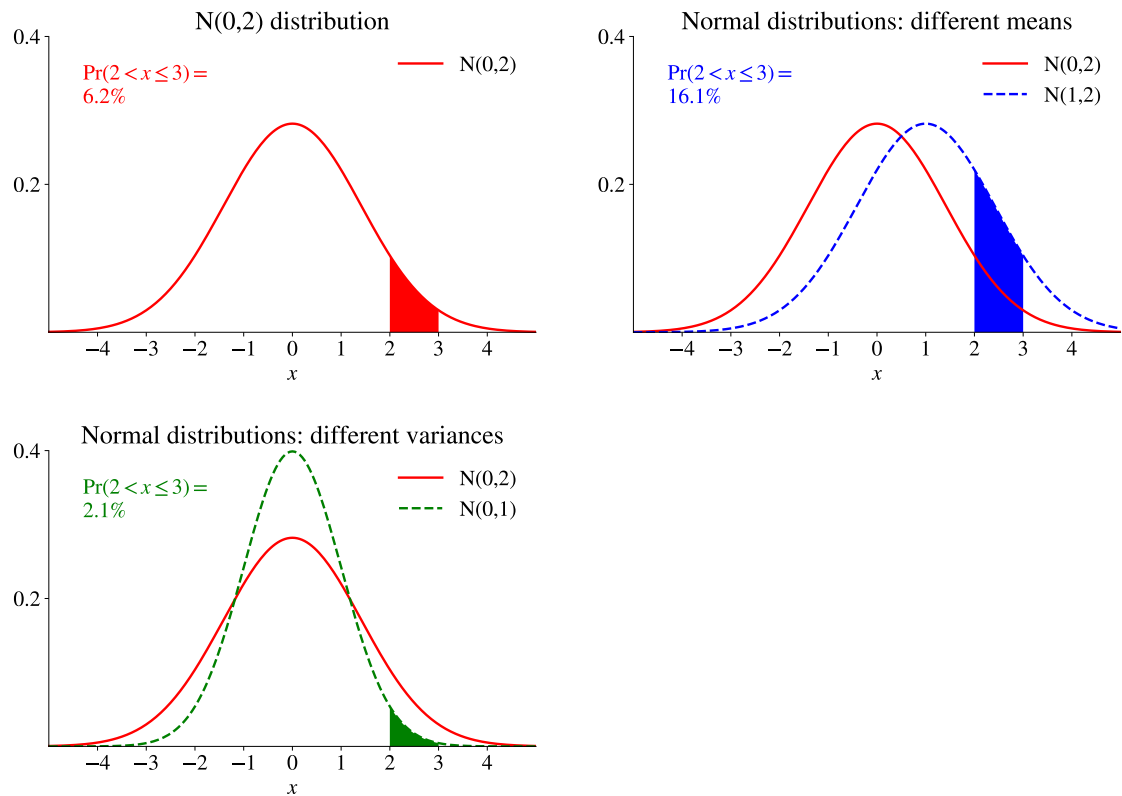 N(0,2) distribution
0.4
Pr(2 < x ≤ 3) =
6.2%
N(0,2)
0.2
−4 −3 −2 −1 0 1 2 3 4
x
Normal distributions: different means
0.4
Pr(2 < x ≤ 3) =
16.1%
N(0,2)
N(1,2)
0.2
−4 −3 −2 −1 0 1 2 3 4
x
Normal distributions: different variances
0.4
Pr(2 < x ≤ 3) =
2.1%
N(0,2)
N(0,1)
0.2
−4 −3 −2 −1 0 1 2 3 4
x